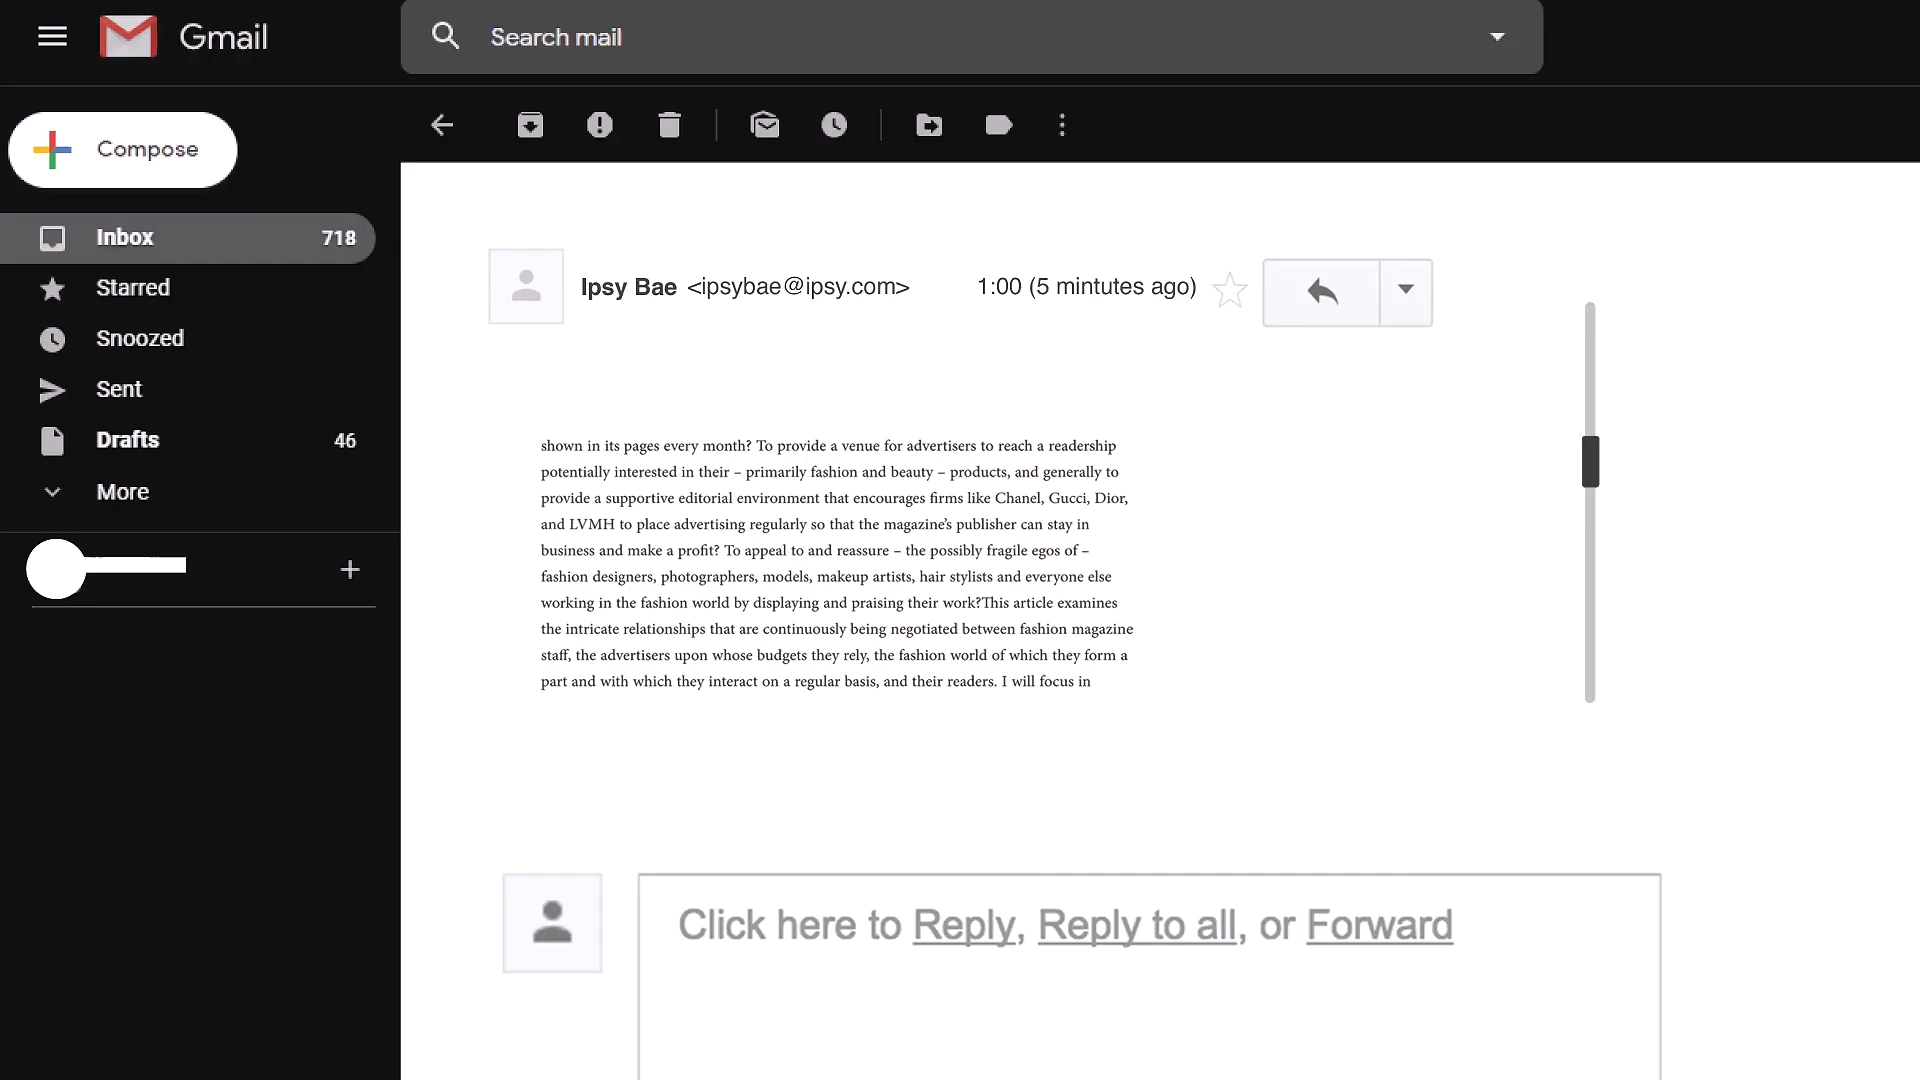 Gmail
Search mail
Compose
Inbox 718
Starred
Snoozed
Sent
Drafts 46
More
Ipsy Bae <ipsybae@ipsy.com> 1:00 (5 mintutes ago)
shown in its pages every month? To provide a venue for advertisers to reach a readership
potentially interested in their – primarily fashion and beauty – products, and generally to
provide a supportive editorial environment that encourages firms like Chanel, Gucci, Dior,
and LVMH to place advertising regularly so that the magazine’s publisher can stay in
business and make a profit? To appeal to and reassure – the possibly fragile egos of –
fashion designers, photographers, models, makeup artists, hair stylists and everyone else
working in the fashion world by displaying and praising their work?This article examines
the intricate relationships that are continuously being negotiated between fashion magazine
staff, the advertisers upon whose budgets they rely, the fashion world of which they form a
part and with which they interact on a regular basis, and their readers. I will focus in
Click here to Reply, Reply to all, or Forward